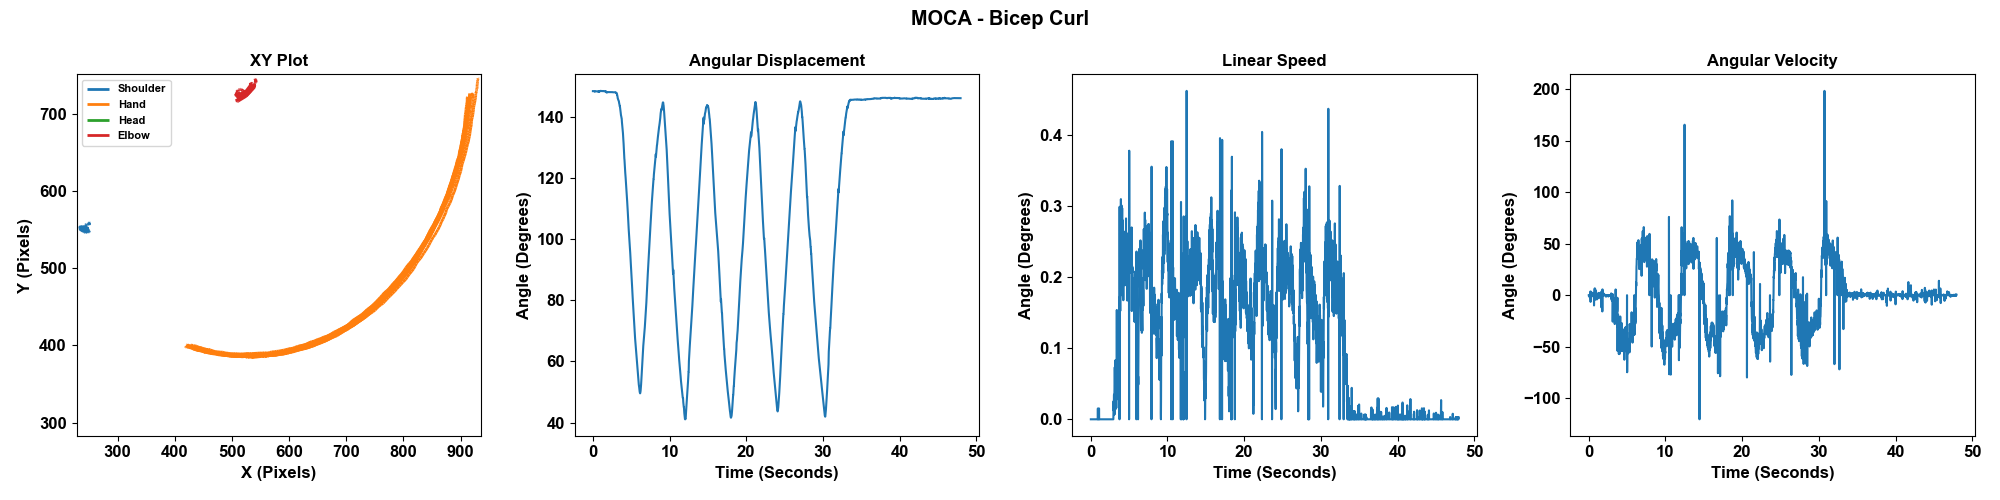 MOCA - Bicep Curl
XY Plot
Shoulder
Hand
Head
Elbow
Y (Pixels)
700
600
500
400
300
300 400 500 600 700 800 900
X (Pixels)
Angular Displacement
Angle (Degrees)
140
120
100
80
60
40
0 10 20 30 40 50
Time (Seconds)
Linear Speed
Angle (Degrees)
0.4
0.3
0.2
0.1
0.0
0 10 20 30 40 50
Time (Seconds)
Angular Velocity
Angle (Degrees)
200
150
100
50
0
−50
−100
0 10 20 30 40 50
Time (Seconds)